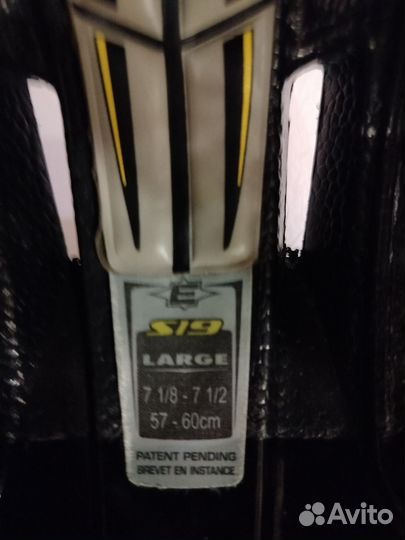 E
S19
LARGE
7 1/8 - 7 1/2
57 - 60cm
PATENT PENDING
BREVET EN INSTANCE
Avito